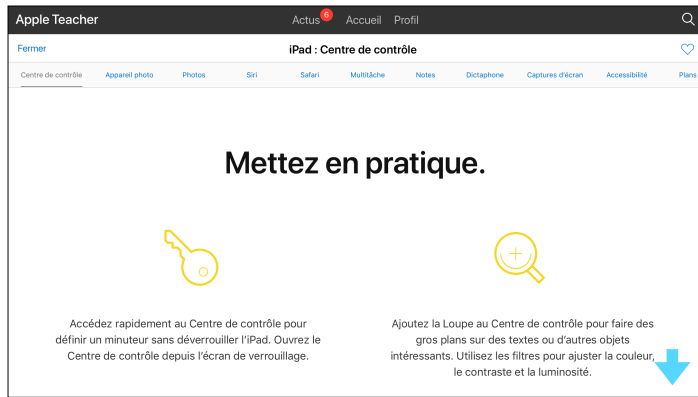 Apple Teacher Actus 6 Accueil Profil
Fermer iPad : Centre de contrôle
Centre de contrôle Appareil photo Photos Siri Safari Multitâche Notes Dictaphone Captures d'écran Accessibilité Plans
Mettez en pratique.
Accédez rapidement au Centre de contrôle pour
définir un minuteur sans déverrouiller l'iPad. Ouvrez le
Centre de contrôle depuis l'écran de verrouillage.
Ajoutez la Loupe au Centre de contrôle pour faire des
gros plans sur des textes ou d'autres objets
intéressants. Utilisez les filtres pour ajuster la couleur,
le contraste et la luminosité.